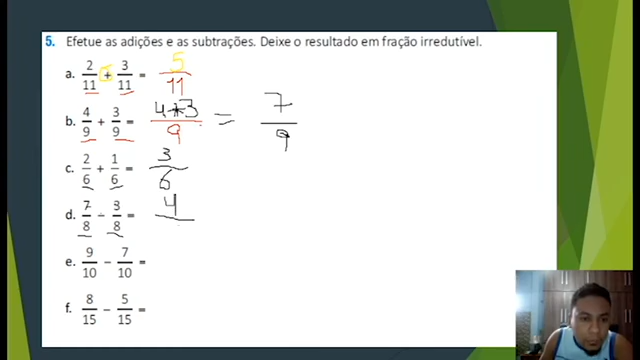 5. Efetue as adições e as subtrações. Deixe o resultado em fração irredutível.
a. 2/11 + 3/11 = 5/11
b. 4/9 + 3/9 = 4+3/9 = 7/9
c. 2/6 + 1/6 = 3/6
d. 7/8 − 3/8 = 4
e. 9/10 − 7/10 =
f. 8/15 − 5/15 =